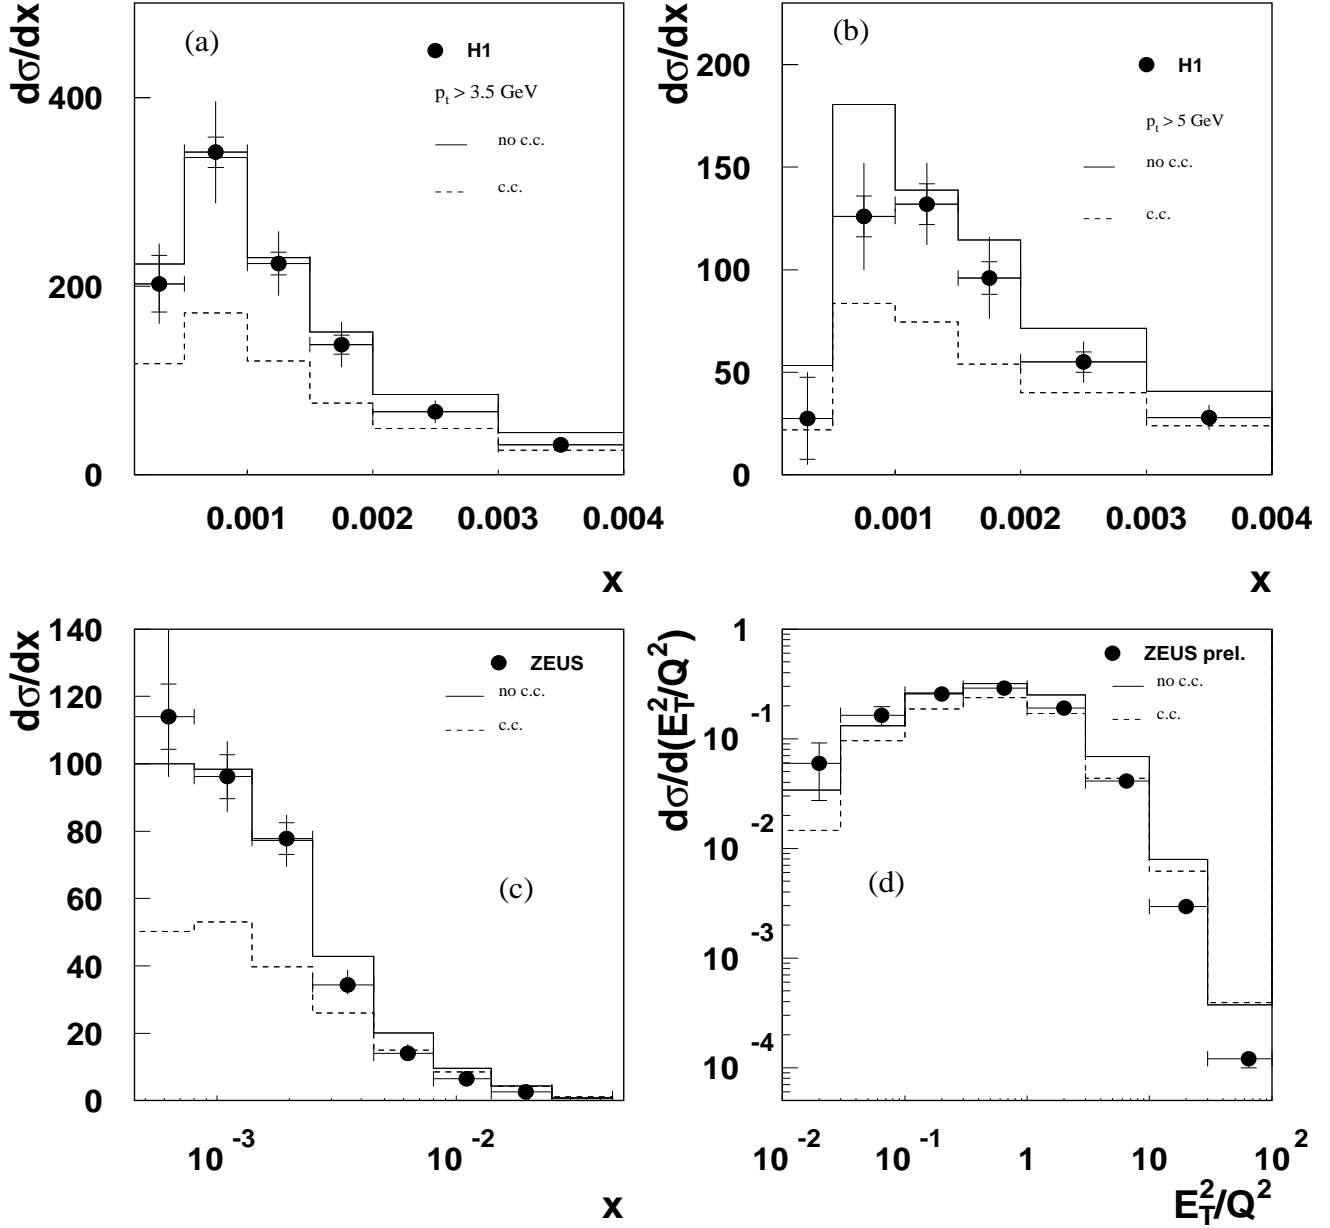 dσ/dx
(a)
H1
p_t > 3.5 GeV
no c.c.
c.c.
400
200
0
0.001 0.002 0.003 0.004
x
dσ/dx
(b)
H1
p_t > 5 GeV
no c.c.
c.c.
200
150
100
50
0
0.001 0.002 0.003 0.004
x
dσ/dx
ZEUS
no c.c.
c.c.
(c)
140
120
100
80
60
40
20
0
10^-3 10^-2
x
dσ/d(E_T^2/Q^2)
ZEUS prel.
no c.c.
c.c.
(d)
1
10^-1
10^-2
10^-3
10^-4
10^-2 10^-1 1 10 10^2
E_T^2/Q^2